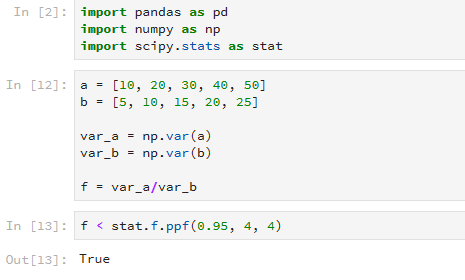 In [2]: import pandas as pd
import numpy as np
import scipy.stats as stat
In [12]: a = [10, 20, 30, 40, 50]
b = [5, 10, 15, 20, 25]
var_a = np.var(a)
var_b = np.var(b)
f = var_a/var_b
In [13]: f < stat.f.ppf(0.95, 4, 4)
Out[13]: True